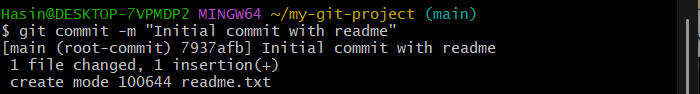 Hasin@DESKTOP-7VPMDP2 MINGW64 ~/my-git-project (main)
$ git commit -m "Initial commit with readme"
[main (root-commit) 7937afb] Initial commit with readme
 1 file changed, 1 insertion(+)
 create mode 100644 readme.txt